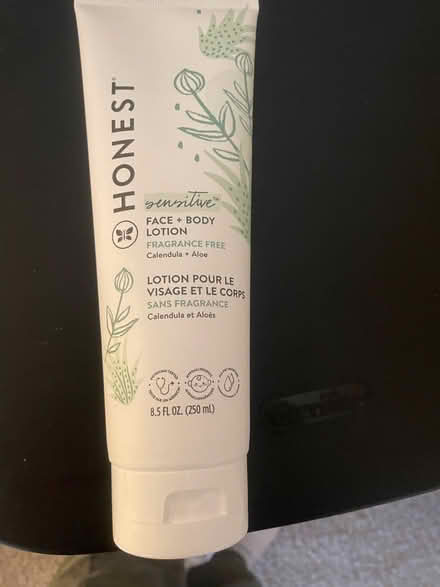 HONEST
sensitive™
FACE + BODY
LOTION
FRAGRANCE FREE
Calendula + Aloe
LOTION POUR LE
VISAGE ET LE CORPS
SANS FRAGRANCE
Calendula et Aloès
8.5 FL OZ. (250 mL)